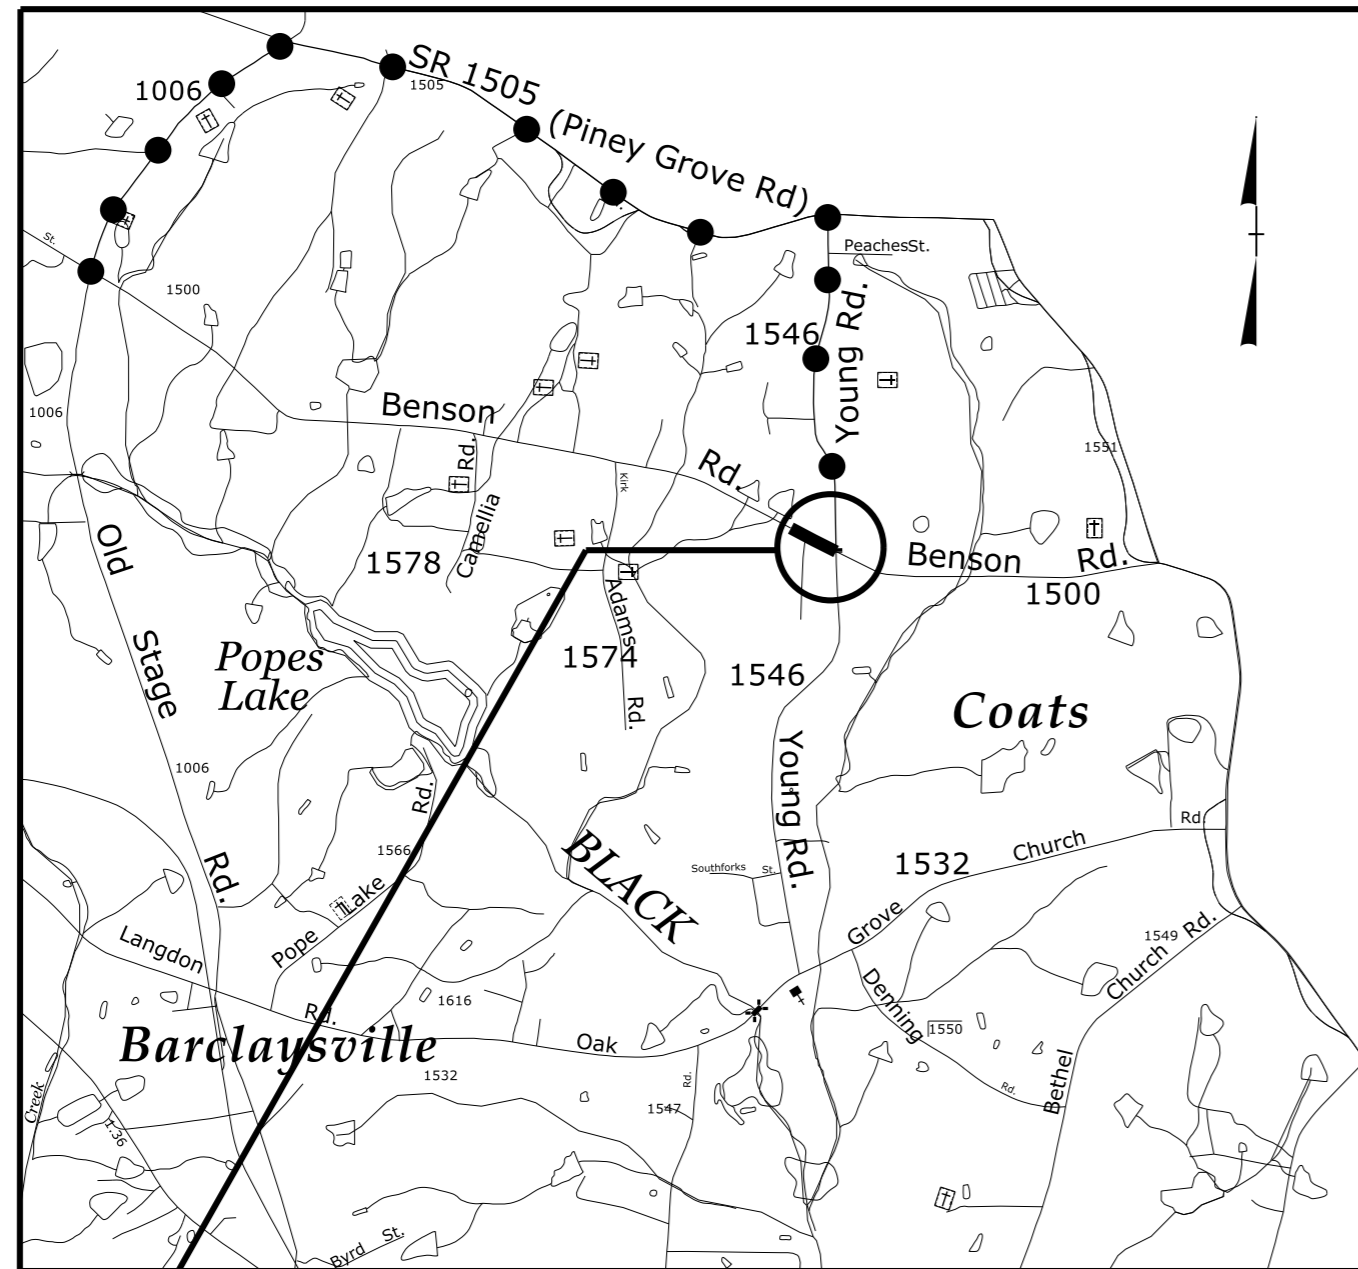 SR 1505
1505
1006
(Piney Grove Rd)
PeachesSt.
St.
1500
1546
Young Rd.
1006
Benson
Rd.
Rd.
Kirk
1551
Camellia
Old
1578
Benson
Rd.
1500
Adams
1574
Rd.
1546
Popes
Lake
Stage
Coats
1006
Rd.
Young Rd.
1566
BLACK
Southforks St.
1532
Church
Rd.
Rd.
Lake
Pope
Langdon
Rd.
Grove
1549
Church Rd.
Denning
1616
1550
Barclaysville
Oak
1532
Rd.
1547
Rd.
Bethel
Creek
1.36
Byrd St.